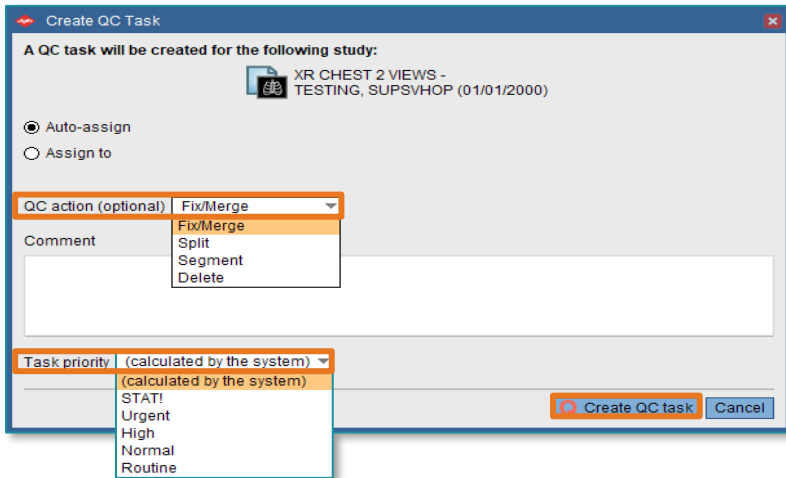 Create QC Task
A QC task will be created for the following study:
XR CHEST 2 VIEWS -
TESTING, SUPSVHOP (01/01/2000)
Auto-assign
Assign to
QC action (optional) Fix/Merge
Fix/Merge
Split
Segment
Delete
Comment
Task priority (calculated by the system)
(calculated by the system)
STAT!
Urgent
High
Normal
Routine
Create QC task Cancel